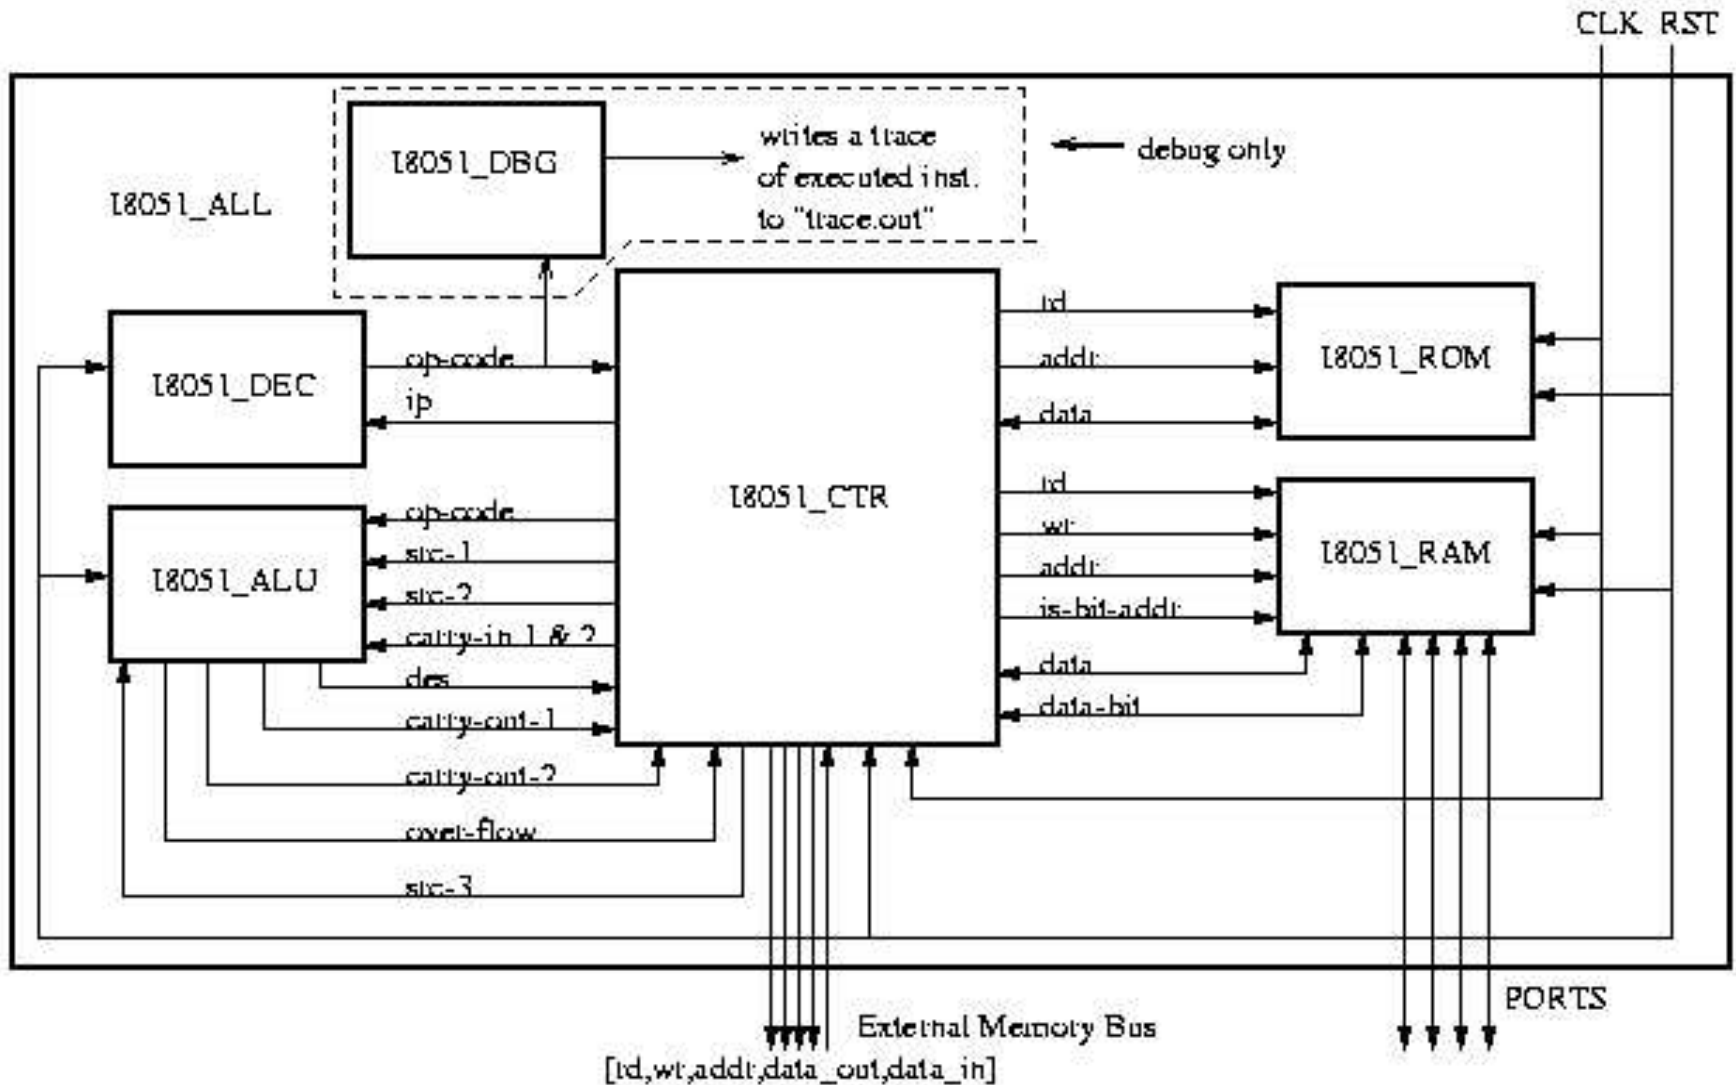 CLK RST
I8051_DBG
writes a trace
of executed inst.
to "trace.out"
debug only
I8051_ALL
rd
op-code
addr
I8051_ROM
I8051_DEC
ip
data
I8051_CTR
rd
op-code
wr
src-1
I8051_RAM
addr
I8051_ALU
src-2
is-bit-addr
carry-in 1 & 2
data
des
data-bit
carry-out-1
carry-out-2
over-flow
src-3
PORTS
External Memory Bus
[rd,wr,addr,data_out,data_in]